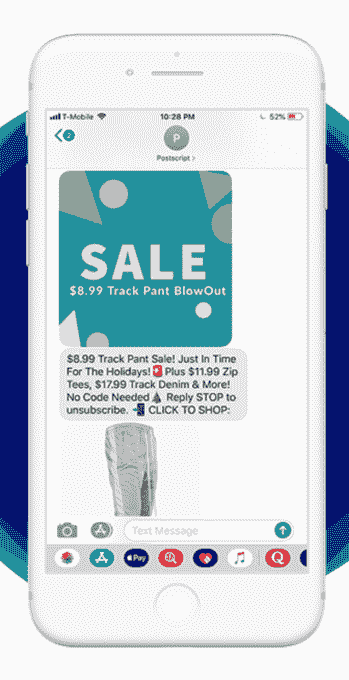 T-Mobile 10:28 PM 52%
2
P
Postscript >
SALE
$8.99 Track Pant BlowOut
$8.99 Track Pant Sale! Just In Time
For The Holidays! Plus $11.99 Zip
Tees, $17.99 Track Denim & More!
No Code Needed Reply STOP to
unsubscribe. CLICK TO SHOP:
Text Message
Pay
Q